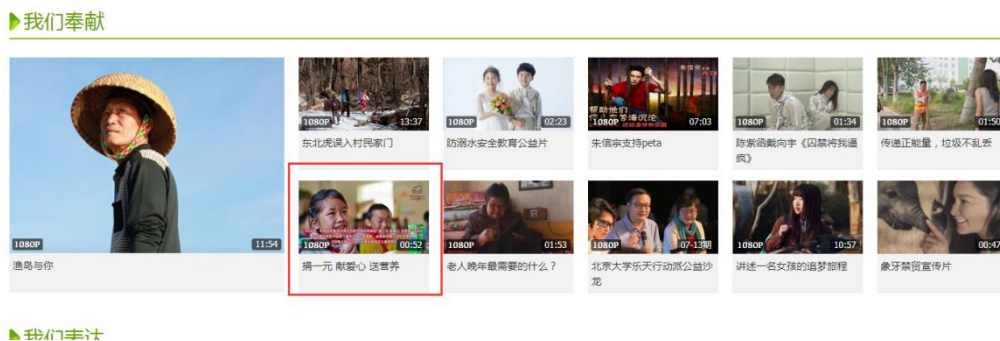 我们奉献
1080P
11:54
渔岛与你
1080P
13:37
东北虎误入村民家门
1080P
02:23
防溺水安全教育公益片
帮助他们
1080P
07:03
朱信宗支持peta
1080P
01:34
陈紫函戴向宇《囚禁将我逼
疯》
1080P
01:50
传递正能量，垃圾不乱丢
1080P
00:52
捐一元 献爱心 送营养
1080P
01:53
老人晚年最需要的什么？
1080P
07-13期
北京大学乐天行动派公益沙
龙
1080P
10:57
讲述一名女孩的追梦旅程
00:47
象牙禁贸宣传片
我们表达